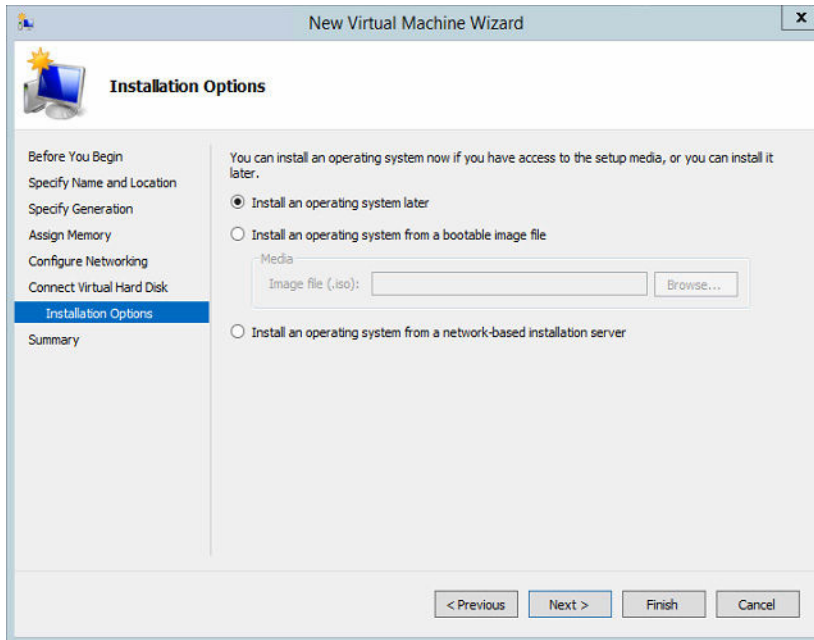 New Virtual Machine Wizard
x
Installation Options
Before You Begin
Specify Name and Location
Specify Generation
Assign Memory
Configure Networking
Connect Virtual Hard Disk
Installation Options
Summary
You can install an operating system now if you have access to the setup media, or you can install it
later.
Install an operating system later
Install an operating system from a bootable image file
Media
Image file (.iso):
Browse...
Install an operating system from a network-based installation server
< Previous
Next >
Finish
Cancel